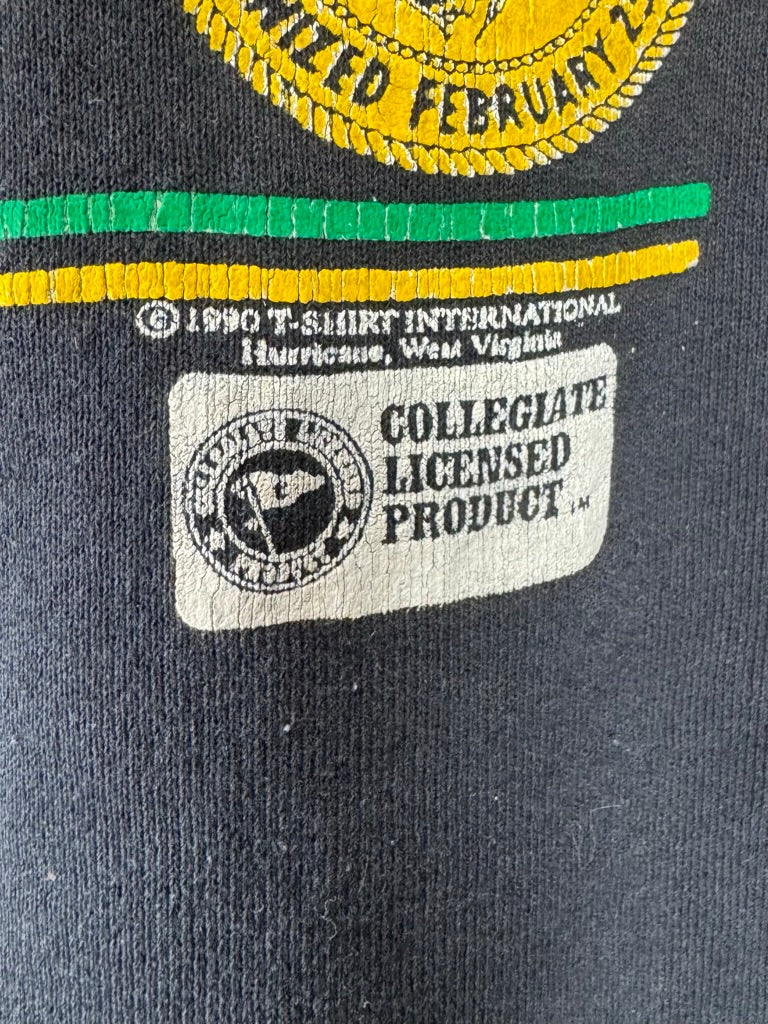 IZED FEBRUARY 2
© 1990 T-SHIRT INTERNATIONAL
Hurricane, West Virginia
COLLEGIATE
LICENSED
PRODUCT